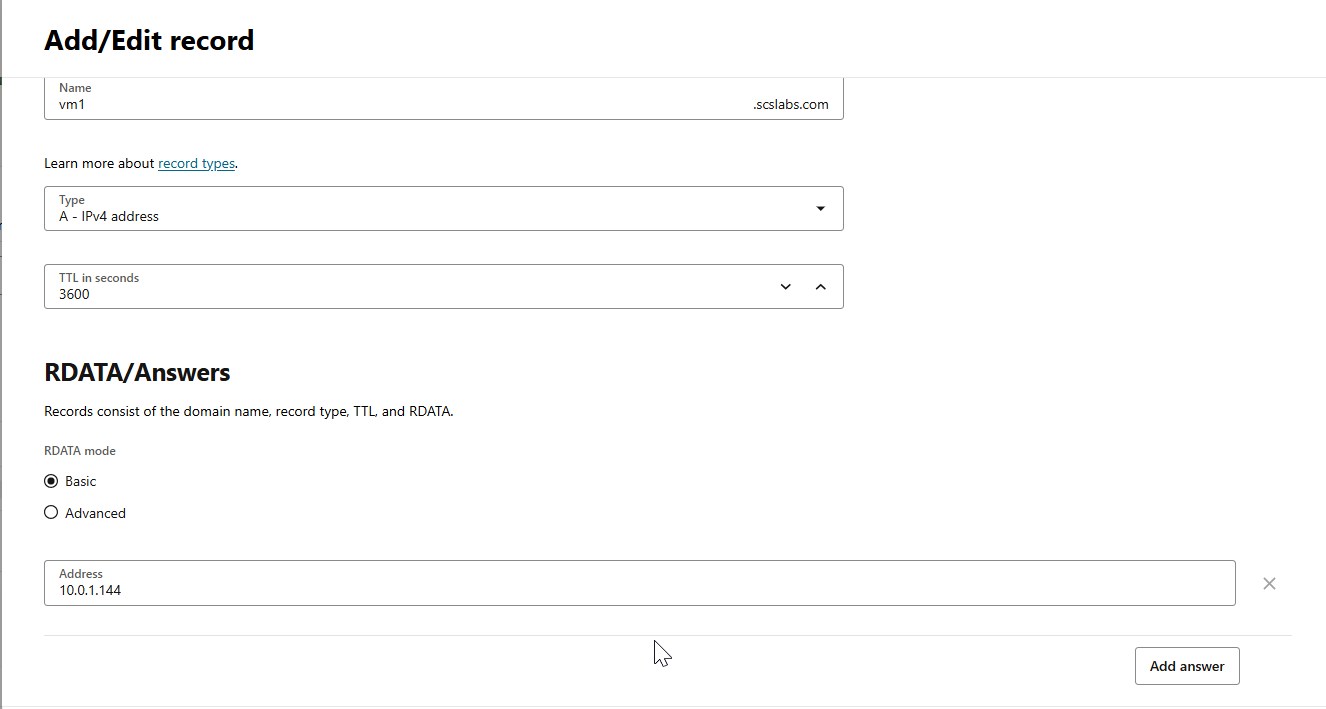 Add/Edit record
Name
vm1 .scslabs.com
Learn more about record types.
Type
A - IPv4 address
TTL in seconds
3600
RDATA/Answers
Records consist of the domain name, record type, TTL, and RDATA.
RDATA mode
Basic
Advanced
Address
10.0.1.144
Add answer